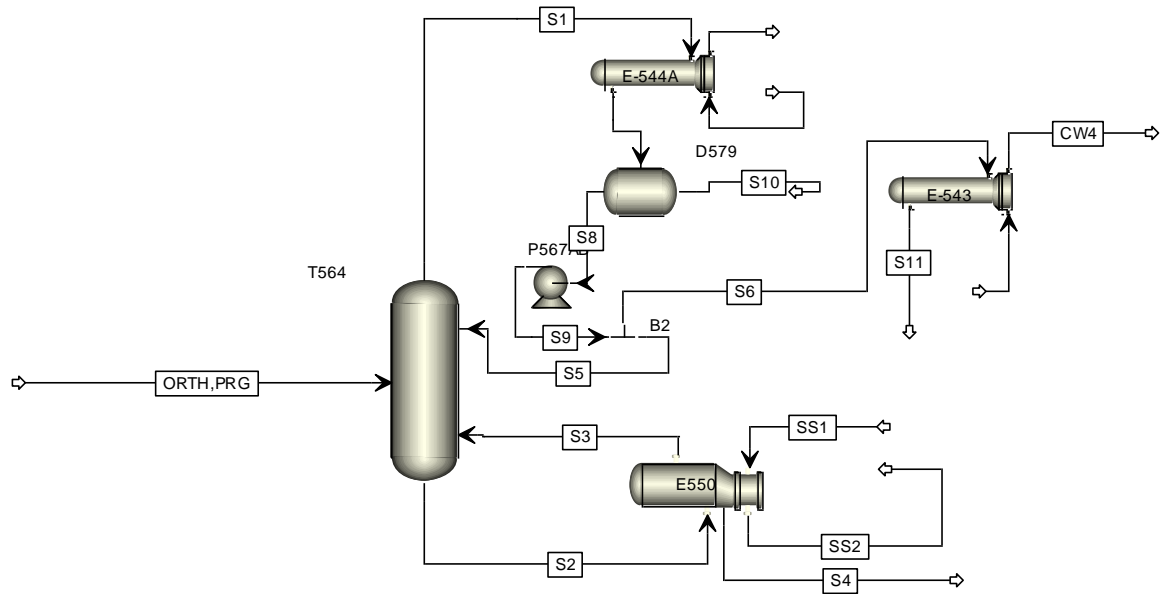 S1
E-544A
D579
CW4
S10
E-543
S8
P567A
S11
T564
S6
S9
B2
S5
ORTH,PRG
SS1
S3
E550
SS2
S2
S4